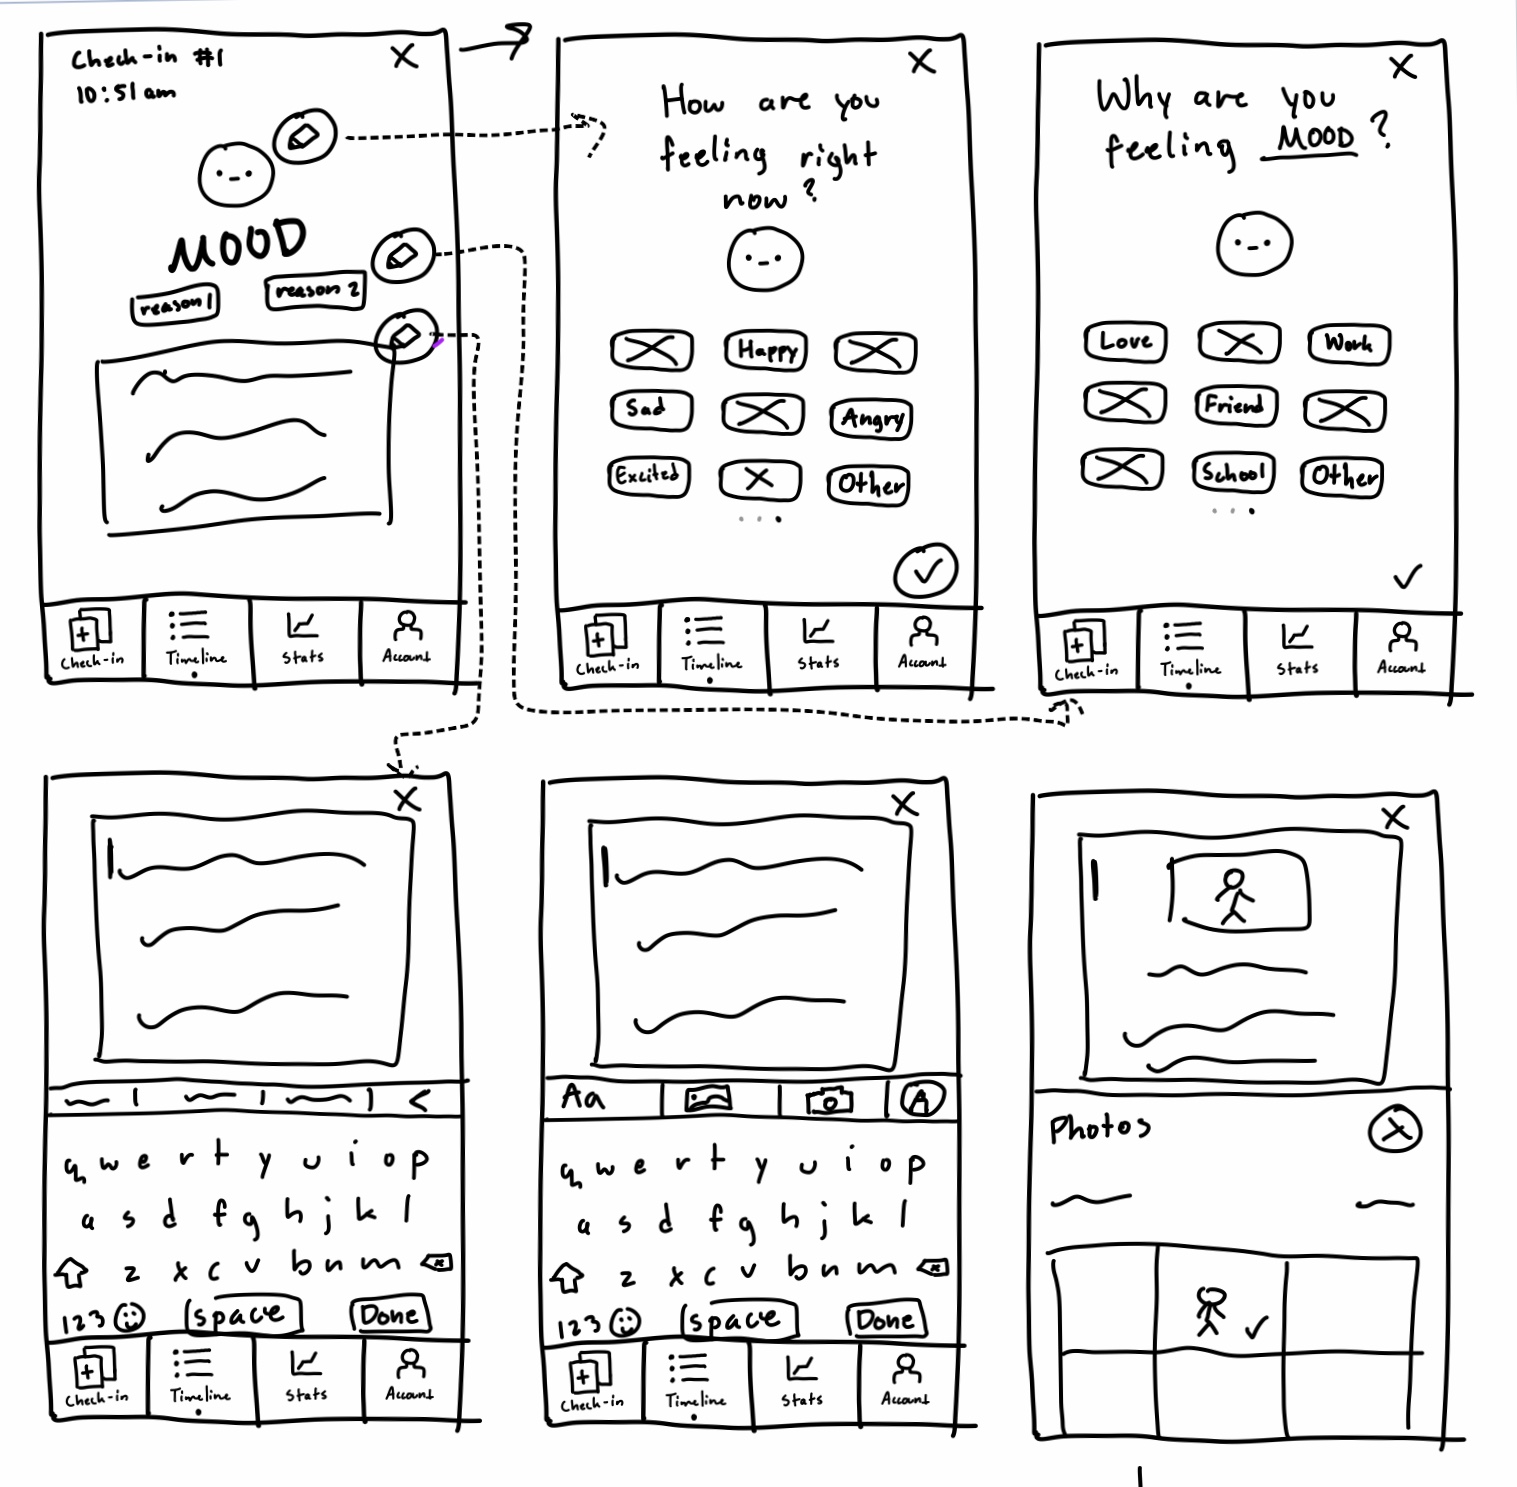 Check-in #1
10:51 am
MOOD
reason 1
reason 2
Check-in
Timeline
Stats
Account
How are you
feeling right
now?
Happy
Sad
Angry
Excited
Other
Check-in
Timeline
Stats
Account
Why are you
feeling MOOD?
Love
Work
Friend
School
Other
Check-in
Timeline
Stats
Account
q w e r t y u i o p
a s d f g h j k l
z x c v b n m
123 space Done
Check-in
Timeline
Stats
Account
Aa
A
q w e r t y u i o p
a s d f g h j k l
z x c v b n m
123 space Done
Check-in
Timeline
Stats
Account
Photos